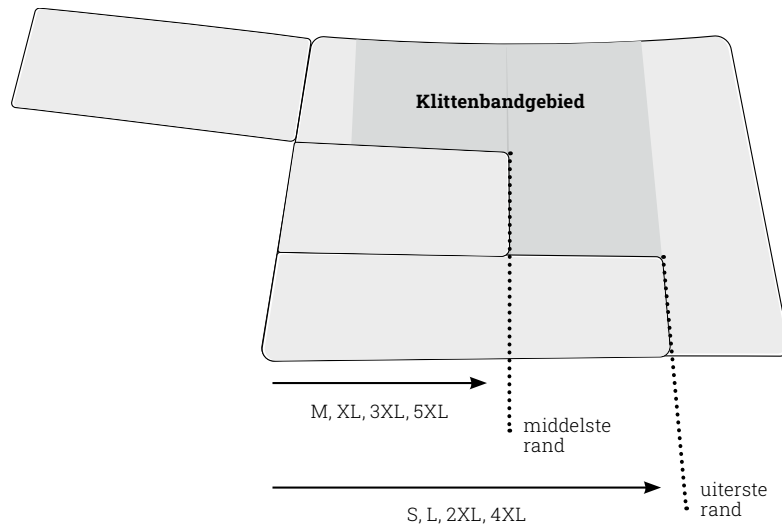 Klittenbandgebied
M, XL, 3XL, 5XL
middelste
rand
S, L, 2XL, 4XL
uiterste
rand